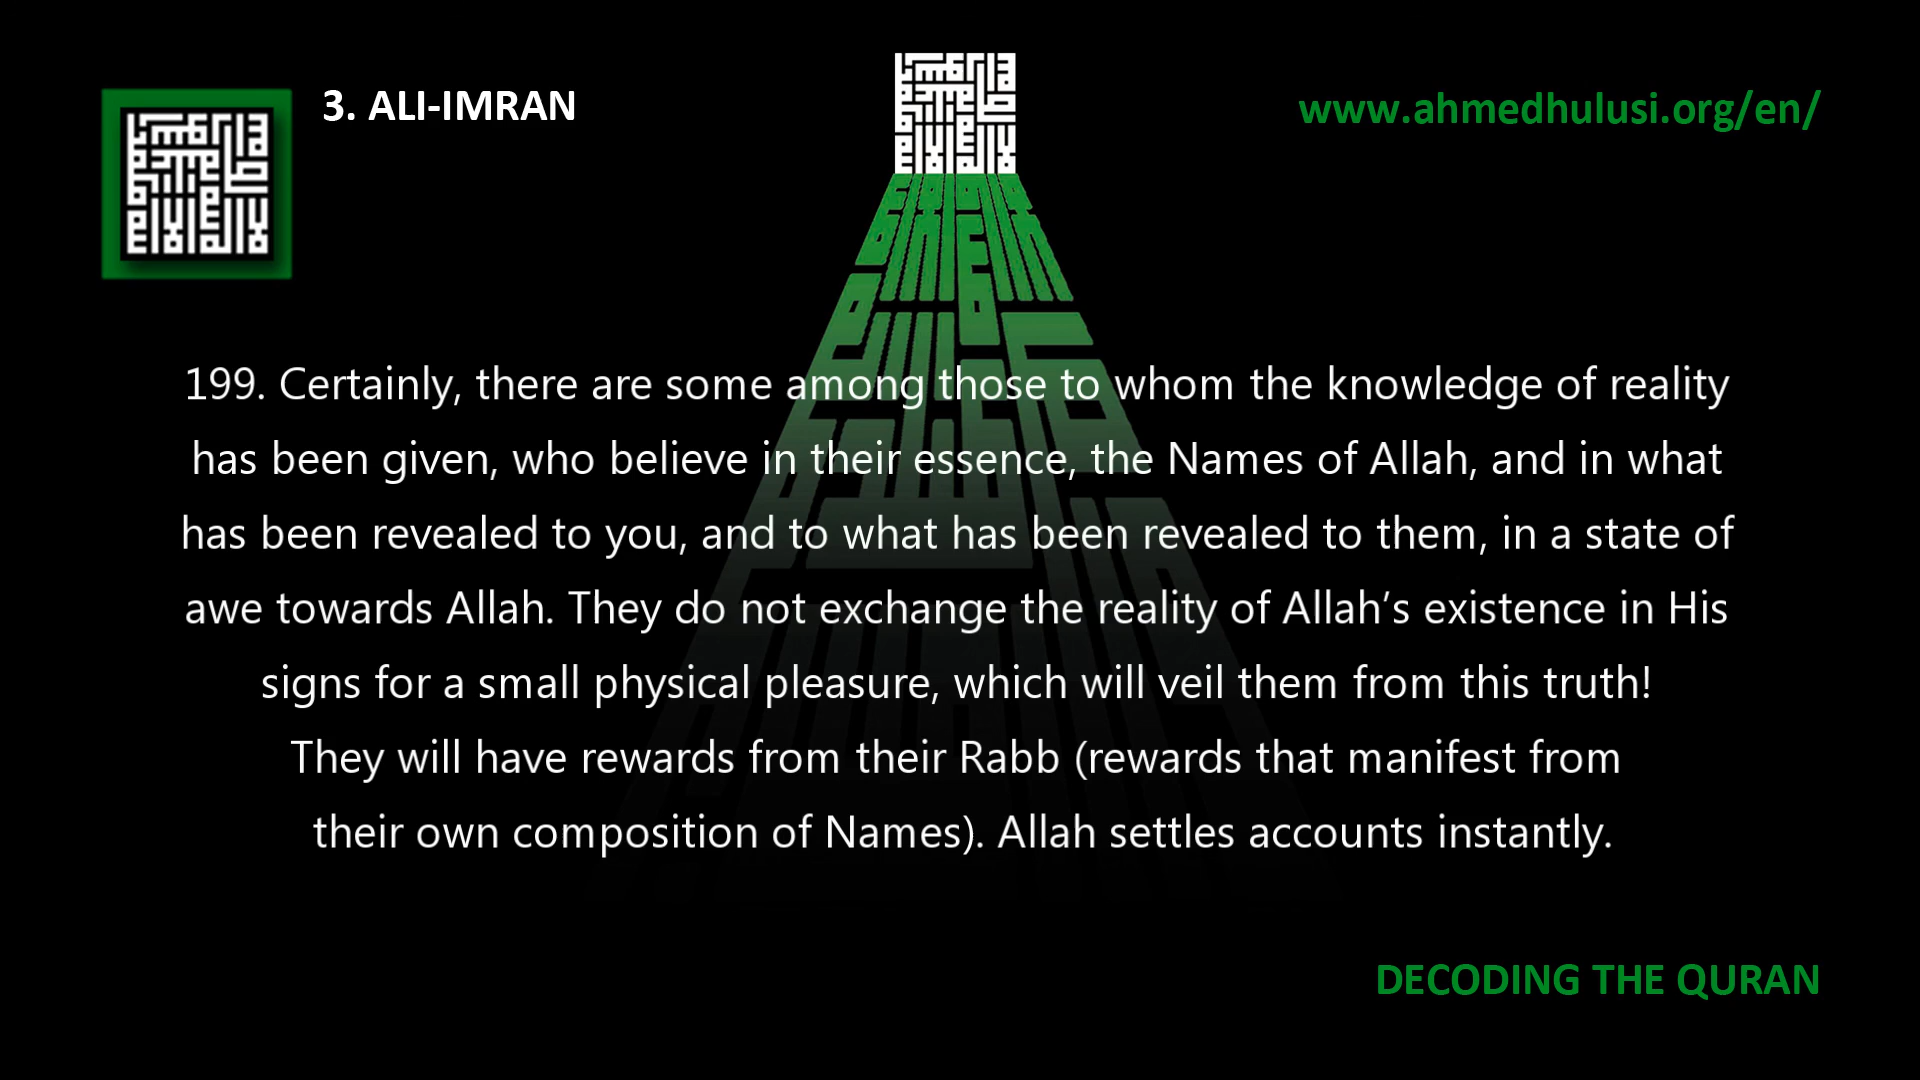 3. ALI-IMRAN
www.ahmedhulusi.org/en/
199. Certainly, there are some among those to whom the knowledge of reality
has been given, who believe in their essence, the Names of Allah, and in what
has been revealed to you, and to what has been revealed to them, in a state of
awe towards Allah. They do not exchange the reality of Allah’s existence in His
signs for a small physical pleasure, which will veil them from this truth!
They will have rewards from their Rabb (rewards that manifest from
their own composition of Names). Allah settles accounts instantly.
DECODING THE QURAN